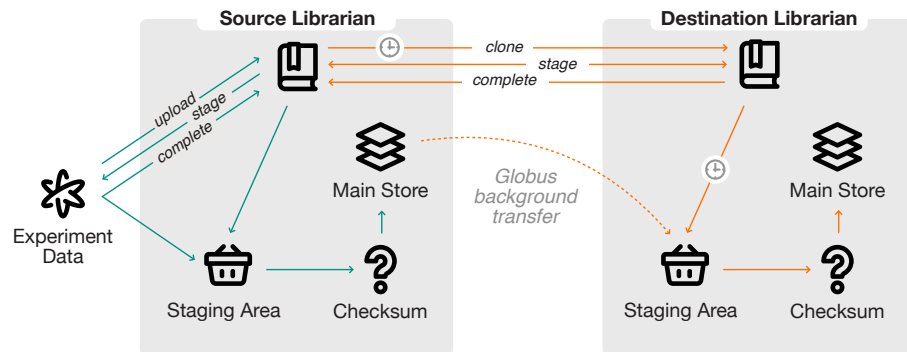 Source Librarian
Destination Librarian
clone
stage
complete
upload
stage
complete
Main Store
Globus
background
transfer
Main Store
Experiment
Data
Staging Area
Checksum
Staging Area
Checksum